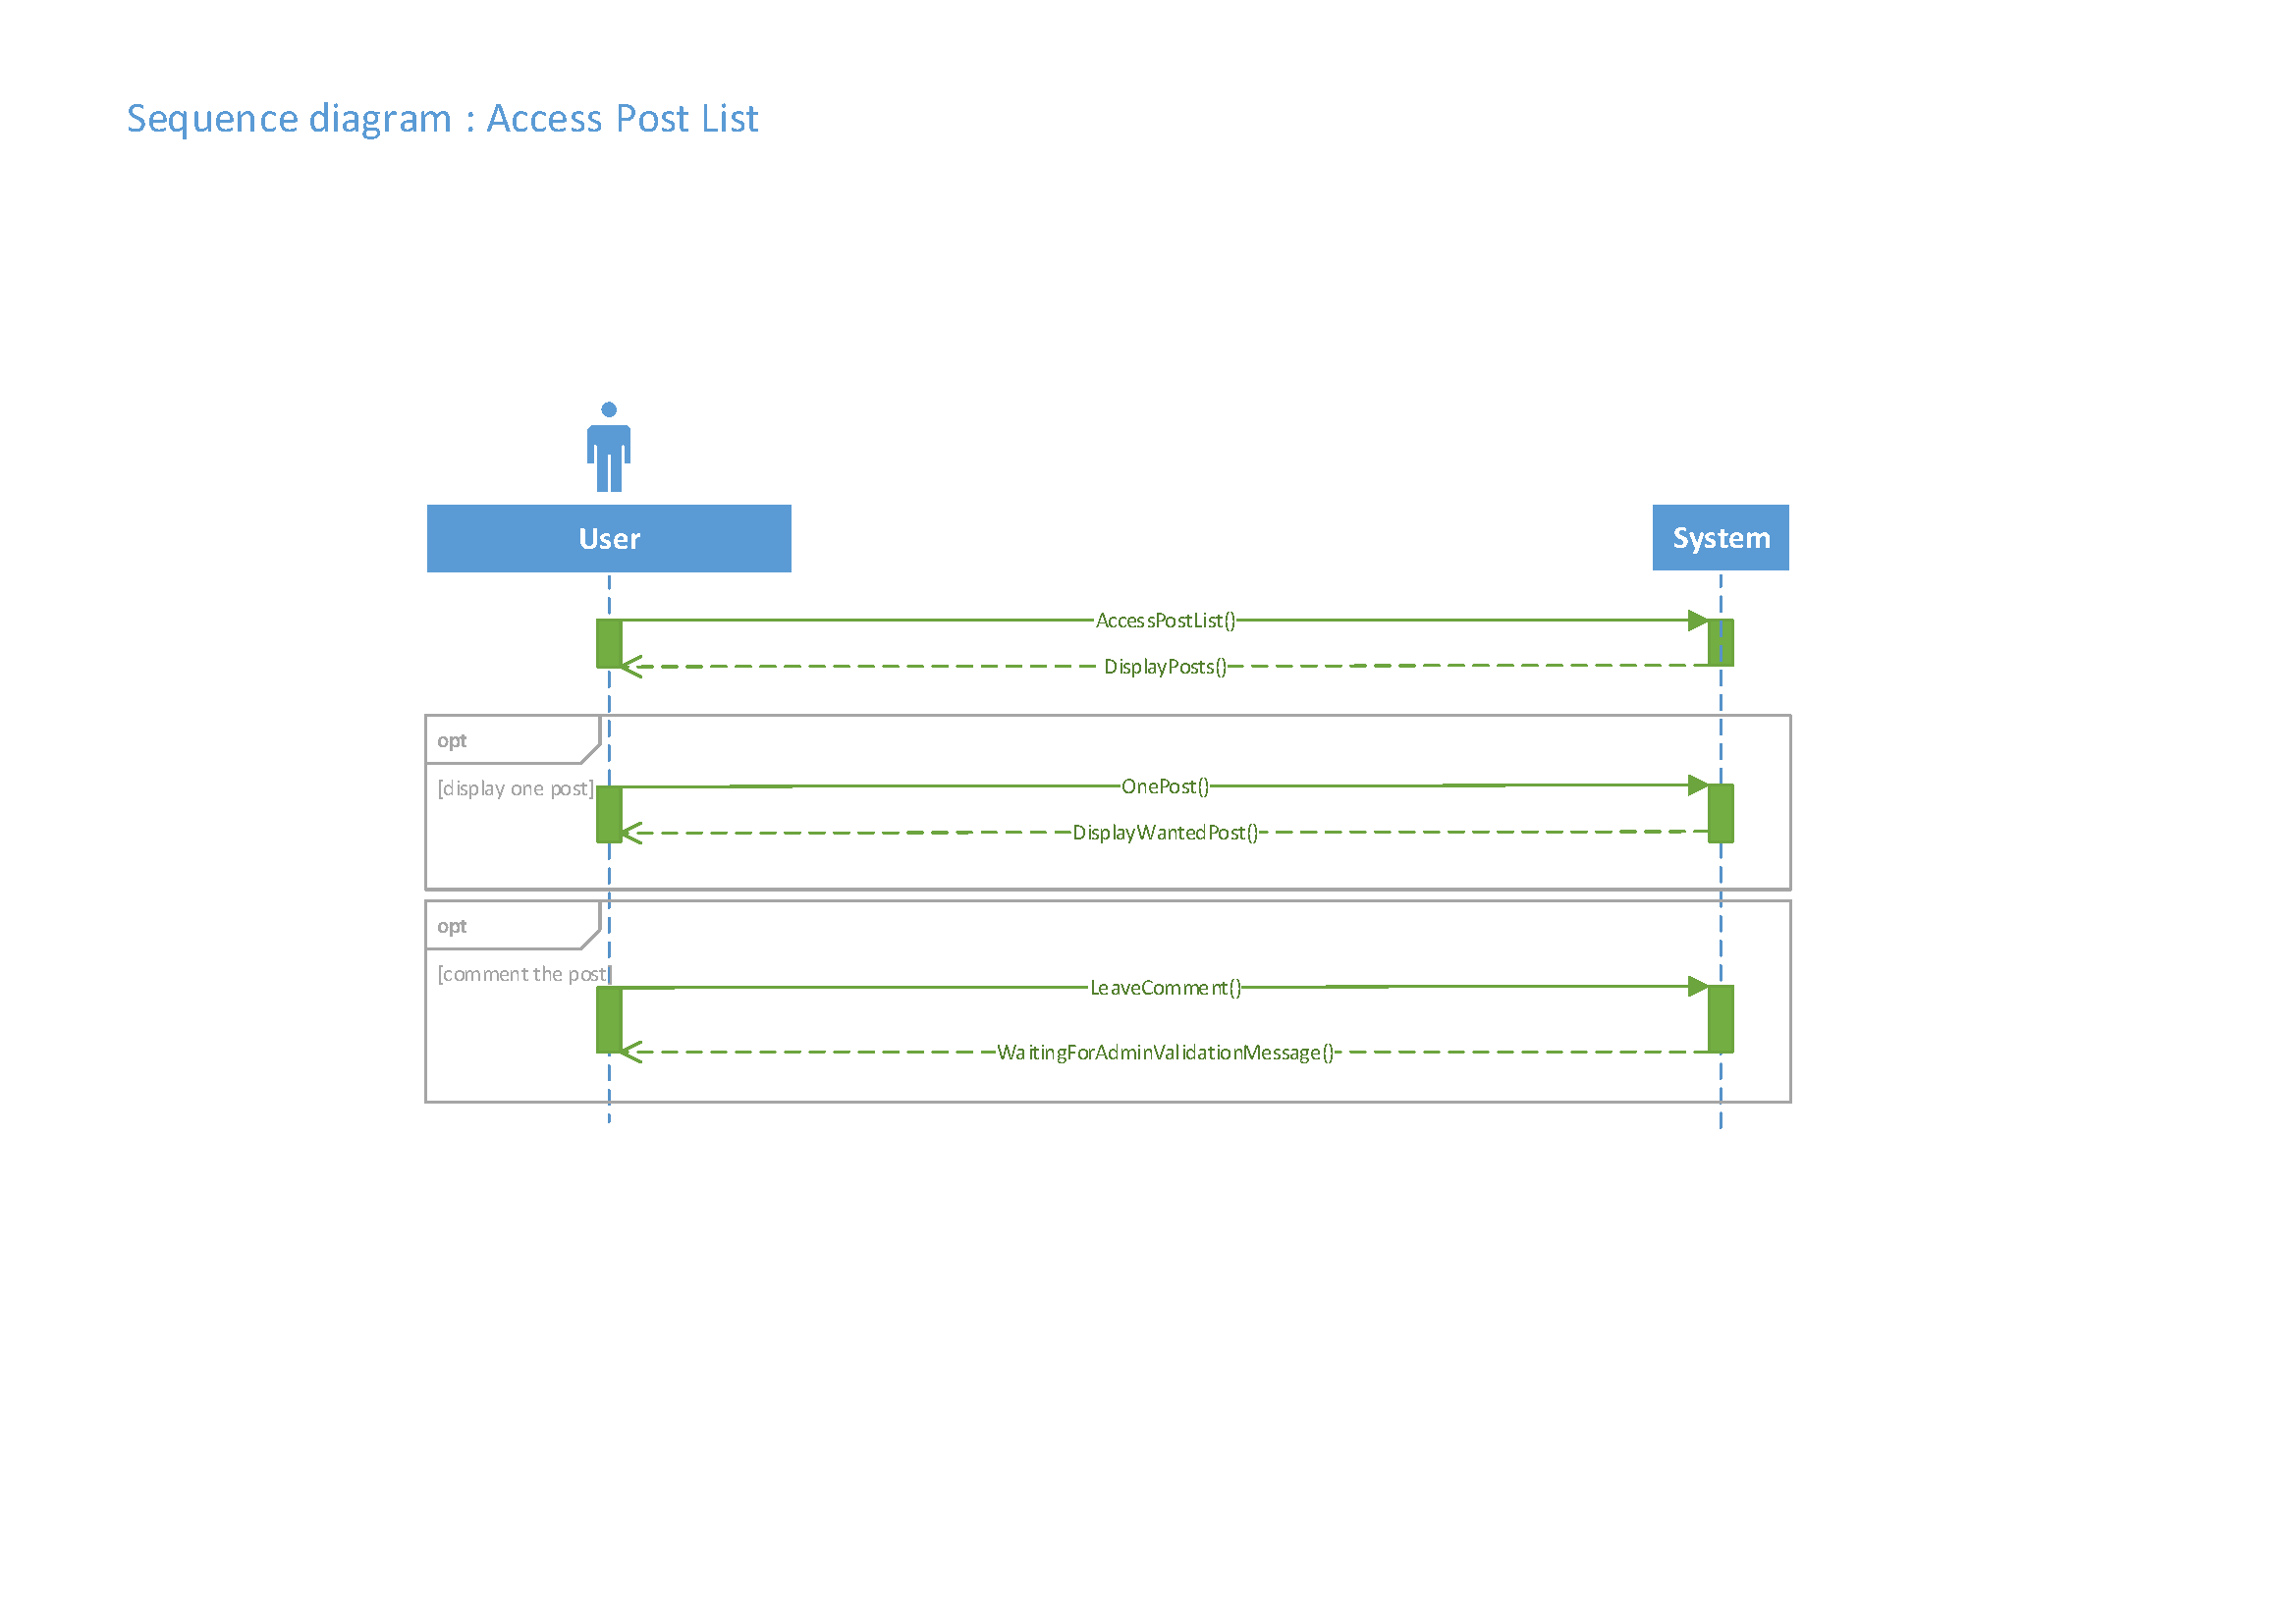 Sequence diagram : Access Post List
User
System
AccessPostList()
DisplayPosts()
opt
[display one post]
OnePost()
DisplayWantedPost()
opt
[comment the post]
LeaveComment()
WaitingForAdminValidationMessage()